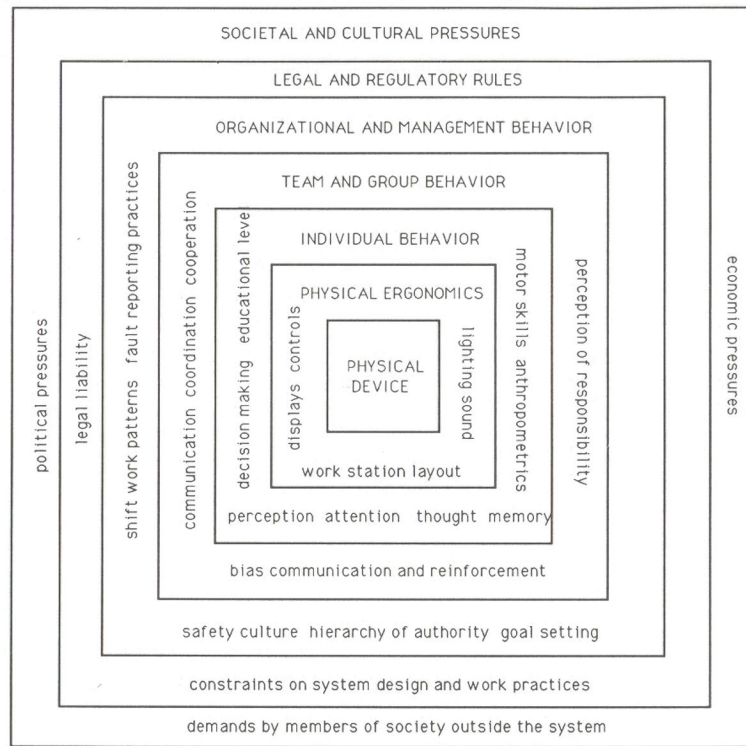 SOCIETAL AND CULTURAL PRESSURES
LEGAL AND REGULATORY RULES
ORGANIZATIONAL AND MANAGEMENT BEHAVIOR
TEAM AND GROUP BEHAVIOR
INDIVIDUAL BEHAVIOR
PHYSICAL ERGONOMICS
PHYSICAL
DEVICE
political pressures
legal liability
shift work patterns fault reporting practices
communication coordination cooperation
decision making educational level
displays controls
lighting sound
motor skills anthropometrics
perception of responsibility
economic pressures
work station layout
perception attention thought memory
bias communication and reinforcement
safety culture hierarchy of authority goal setting
constraints on system design and work practices
demands by members of society outside the system